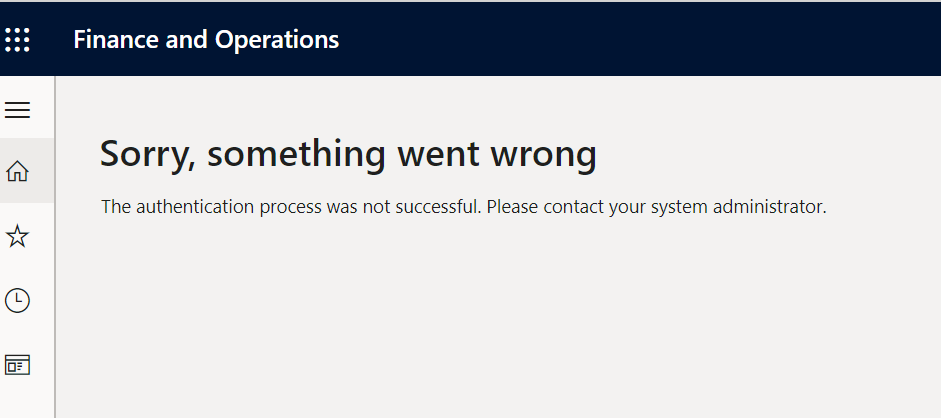 Finance and Operations
Sorry, something went wrong
The authentication process was not successful. Please contact your system administrator.